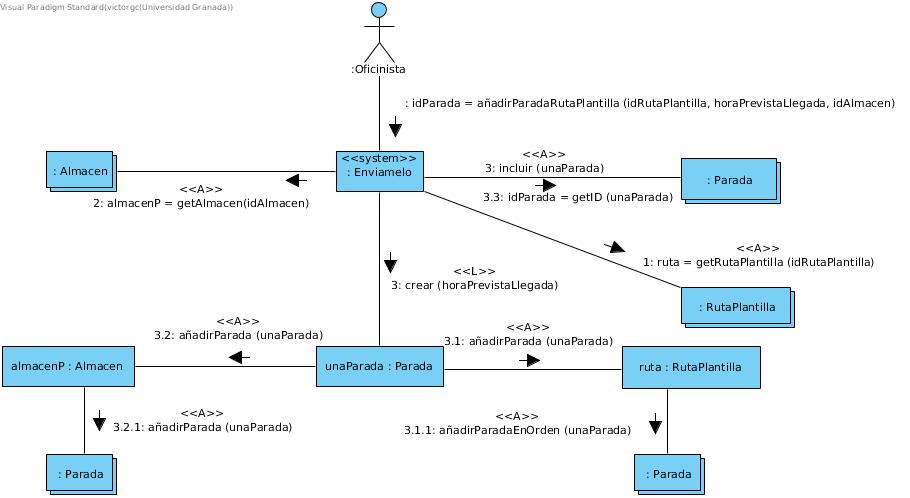 Visual Paradigm Standard(victorgc(Universidad Granada))
:Oficinista
: idParada = añadirParadaRutaPlantilla (idRutaPlantilla, horaPrevistaLlegada, idAlmacen)
<<system>>
: Enviamelo
: Almacen
<<A>>
2: almacenP = getAlmacen(idAlmacen)
<<A>>
3: incluir (unaParada)
3.3: idParada = getID (unaParada)
: Parada
<<A>>
1: ruta = getRutaPlantilla (idRutaPlantilla)
: RutaPlantilla
<<L>>
3: crear (horaPrevistaLlegada)
<<A>>
3.2: añadirParada (unaParada)
<<A>>
3.1: añadirParada (unaParada)
almacenP : Almacen
unaParada : Parada
ruta : RutaPlantilla
<<A>>
3.2.1: añadirParada (unaParada)
<<A>>
3.1.1: añadirParadaEnOrden (unaParada)
: Parada
: Parada